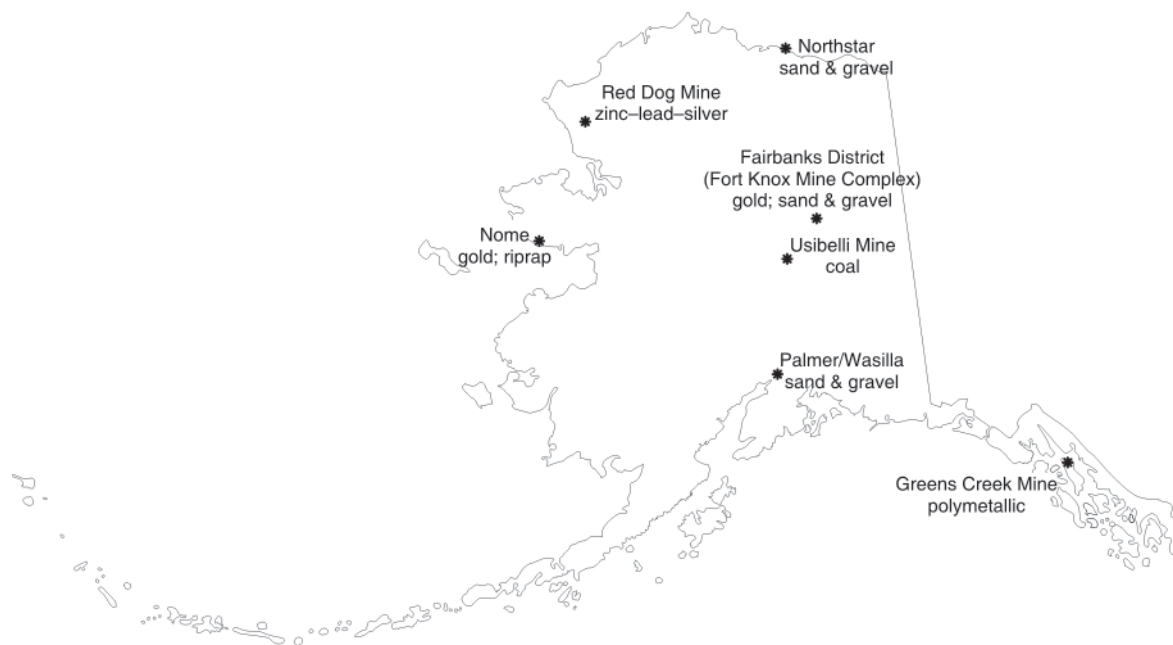 Northstar
sand & gravel
Red Dog Mine
zinc–lead–silver
Fairbanks District
(Fort Knox Mine Complex)
gold; sand & gravel
Nome
gold; riprap
Usibelli Mine
coal
Palmer/Wasilla
sand & gravel
Greens Creek Mine
polymetallic